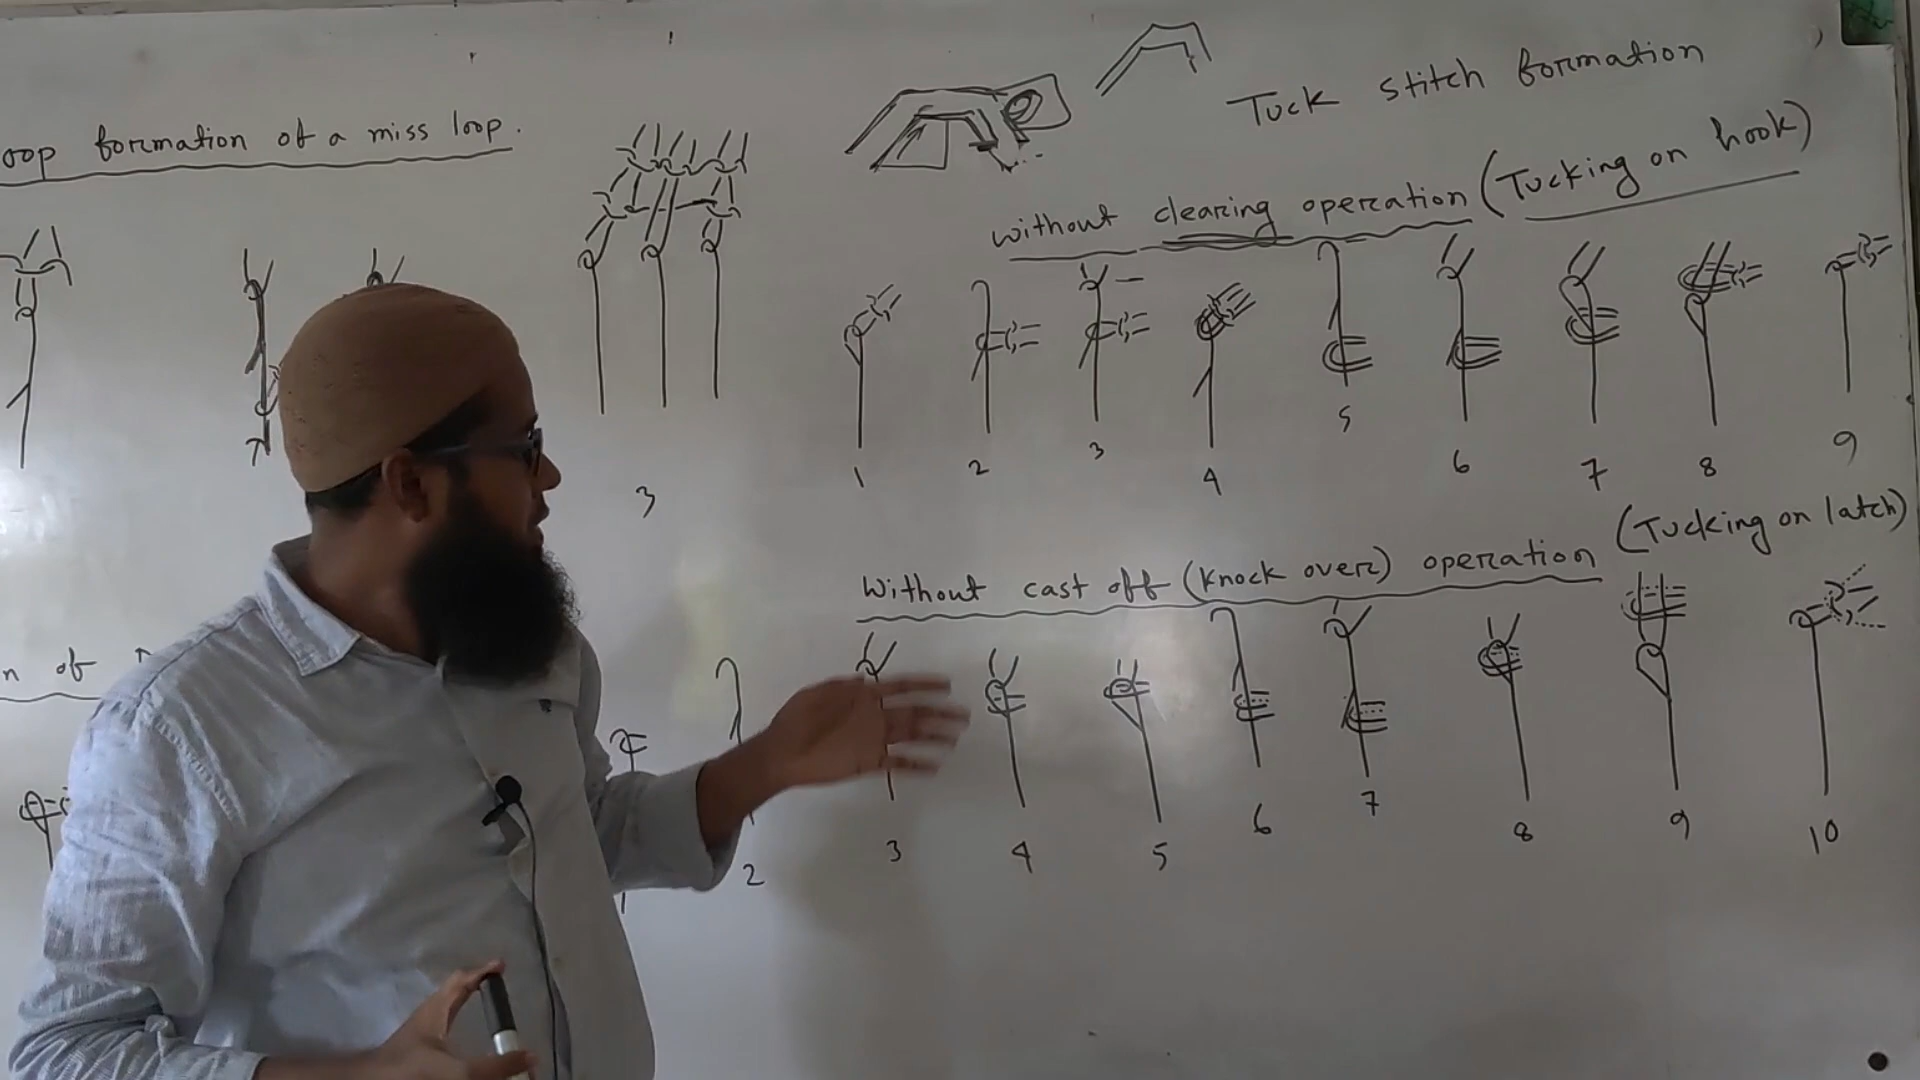 oop formation of a miss loop.
3
n of
2
Tuck stitch formation
without clearing operation (Tucking on hook)
1 2 3 4 5 6 7 8 9
Without cast off (knock over) operation (Tucking on latch)
3 4 5 6 7 8 9 10